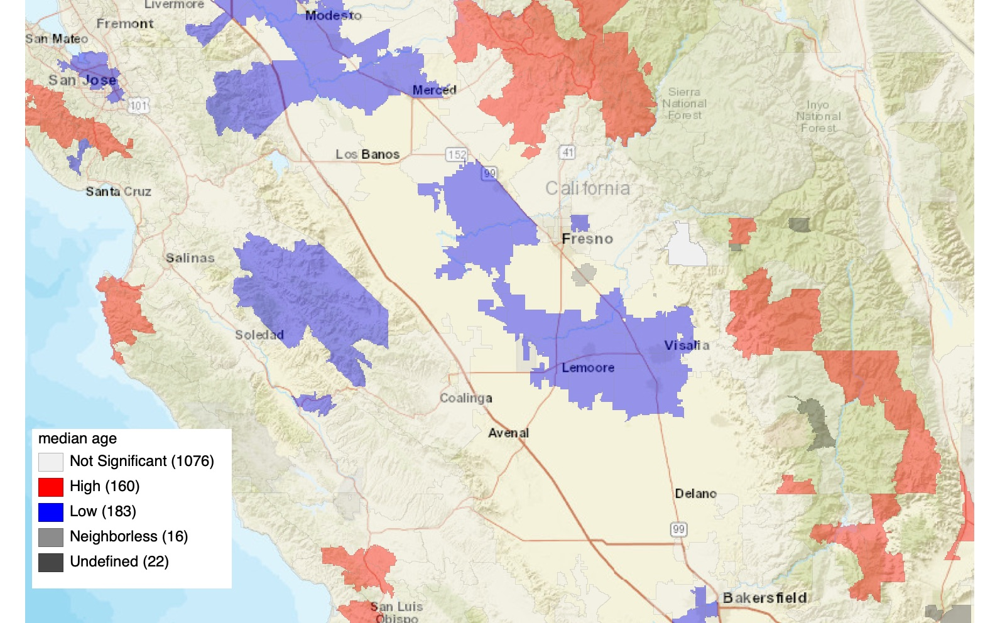 Livermore
Modesto
Fremont
San Mateo
San Jose
Merced
101
Sierra
National
Forest
Inyo
National
Forest
Los Banos
152
41
99
California
Santa Cruz
Fresno
Salinas
Soledad
Visalia
Lemoore
Coalinga
Avenal
median age
Not Significant (1076)
High (160)
Low (183)
Neighborless (16)
Undefined (22)
Delano
99
Bakersfield
San Luis
Obispo